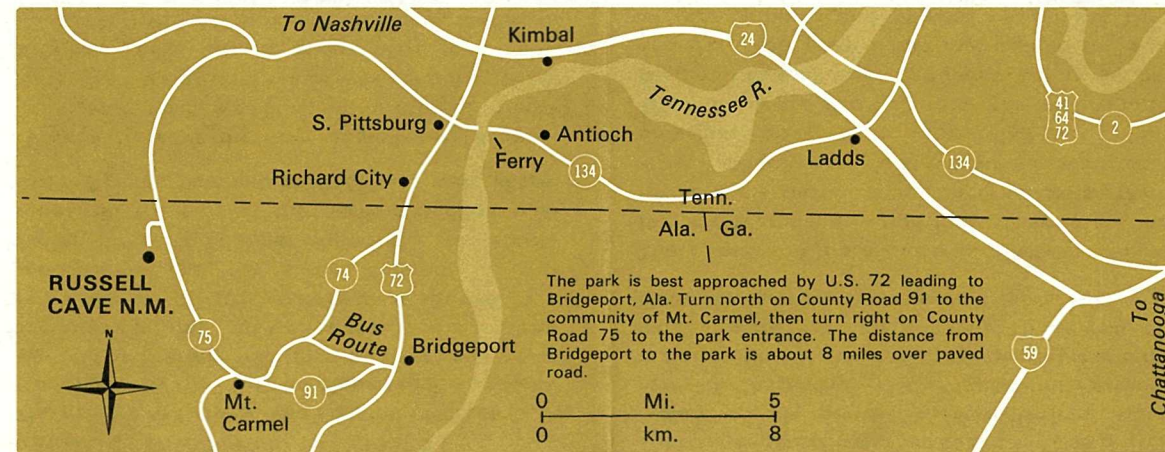 To Nashville
Kimbal
24
Tennessee R.
41
64
72
2
S. Pittsburg
Antioch
Ferry
134
Ladds
134
Richard City
Tenn.
Ala. Ga.
RUSSELL
CAVE N.M.
N
74
72
75
Bus
Route
Bridgeport
91
Mt.
Carmel
The park is best approached by U.S. 72 leading to
Bridgeport, Ala. Turn north on County Road 91 to the
community of Mt. Carmel, then turn right on County
Road 75 to the park entrance. The distance from
Bridgeport to the park is about 8 miles over paved
road.
0 Mi. 5
0 km. 8
59
To
Chattanooga